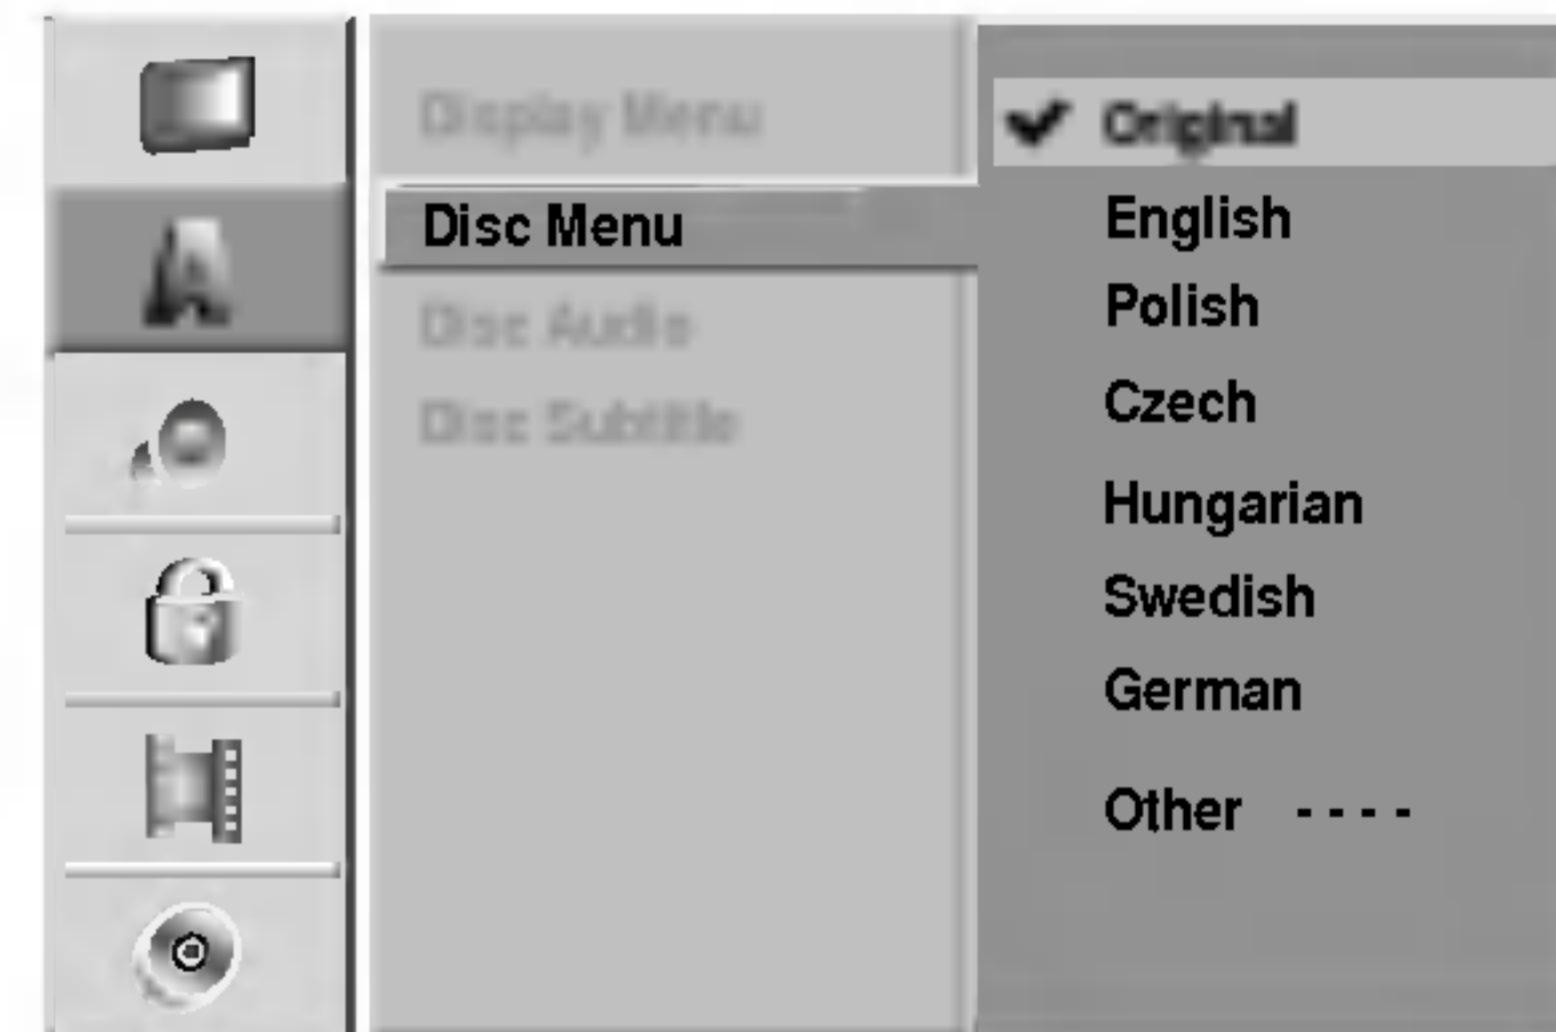 Display Menu
Disc Menu
Disc Audio
Disc Subtitle
✔ Original
English
Polish
Czech
Hungarian
Swedish
German
Other - - - -